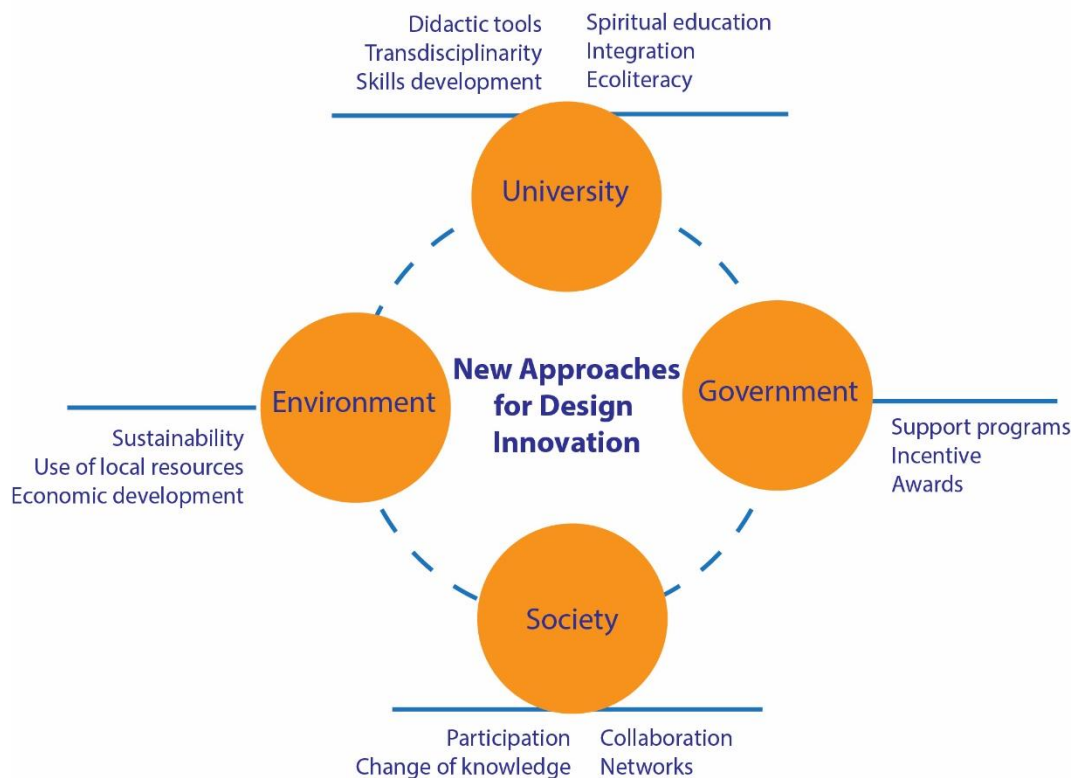 Didactic tools
Transdisciplinarity
Skills development
Spiritual education
Integration
Ecoliteracy
University
Environment
New Approaches
for Design
Innovation
Government
Sustainability
Use of local resources
Economic development
Support programs
Incentive
Awards
Society
Participation
Change of knowledge
Collaboration
Networks